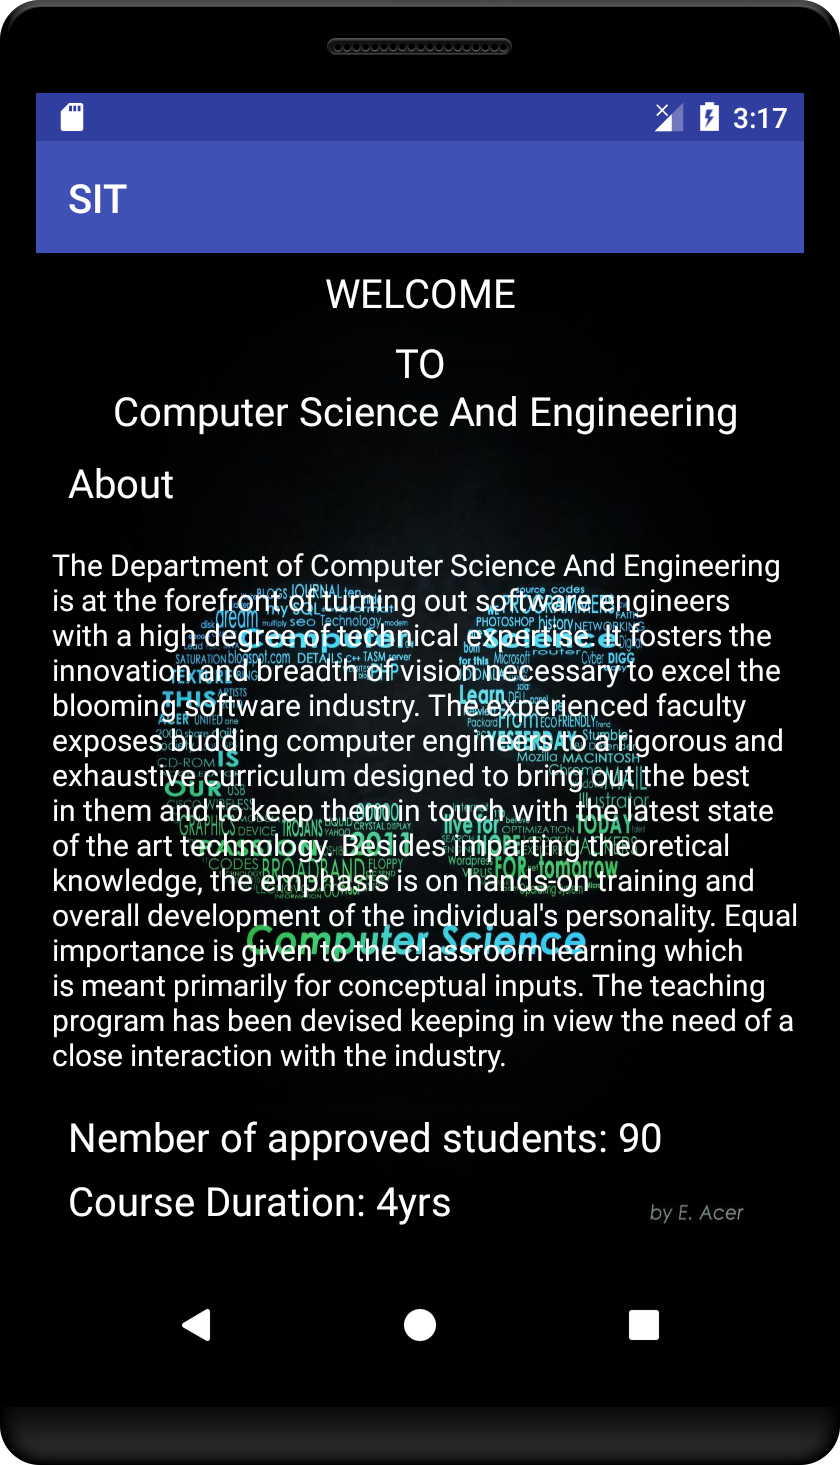 3:17
SIT
WELCOME
TO
Computer Science And Engineering
About
The Department of Computer Science And Engineering
is at the forefront of turning out software engineers
with a high degree of technical expertise. It fosters the
innovation and breadth of vision necessary to excel the
blooming software industry. The experienced faculty
exposes budding computer engineers to a rigorous and
exhaustive curriculum designed to bring out the best
in them and to keep them in touch with the latest state
of the art technology. Besides imparting theoretical
knowledge, the emphasis is on hands-on training and
overall development of the individual's personality. Equal
importance is given to the classroom learning which
is meant primarily for conceptual inputs. The teaching
program has been devised keeping in view the need of a
close interaction with the industry.
Computer Science
Nember of approved students: 90
Course Duration: 4yrs
by E. Acer